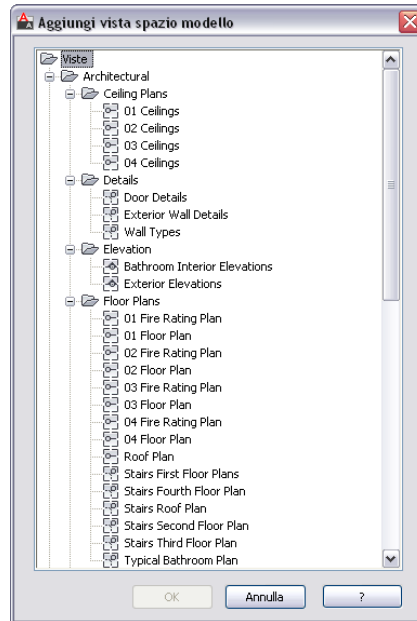 Aggiungi vista spazio modello
Viste
Architectural
Ceiling Plans
01 Ceilings
02 Ceilings
03 Ceilings
04 Ceilings
Details
Door Details
Exterior Wall Details
Wall Types
Elevation
Bathroom Interior Elevations
Exterior Elevations
Floor Plans
01 Fire Rating Plan
01 Floor Plan
02 Fire Rating Plan
02 Floor Plan
03 Fire Rating Plan
03 Floor Plan
04 Fire Rating Plan
04 Floor Plan
Roof Plan
Stairs First Floor Plans
Stairs Fourth Floor Plan
Stairs Roof Plan
Stairs Second Floor Plan
Stairs Third Floor Plan
Typical Bathroom Plan
OK Annulla ?